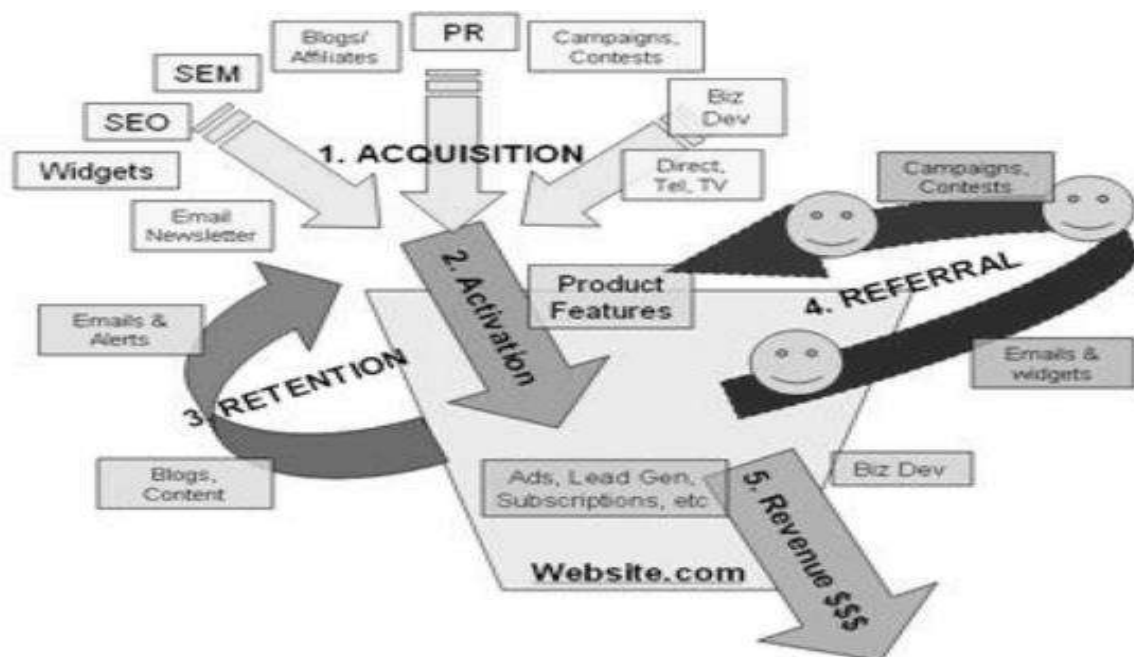 PR
Blogs/
Affiliates
Campaigns,
Contests
SEM
Biz
Dev
SEO
1. ACQUISITION
Widgets
Direct,
Tel, TV
Campaigns,
Contests
Email
Newsletter
2. Activation
Product
Features
4. REFERRAL
Emails &
Alerts
3. RETENTION
Emails &
widgets
Blogs,
Content
Ads, Lead Gen,
Subscriptions, etc
Biz Dev
5. Revenue $$$
Website.com